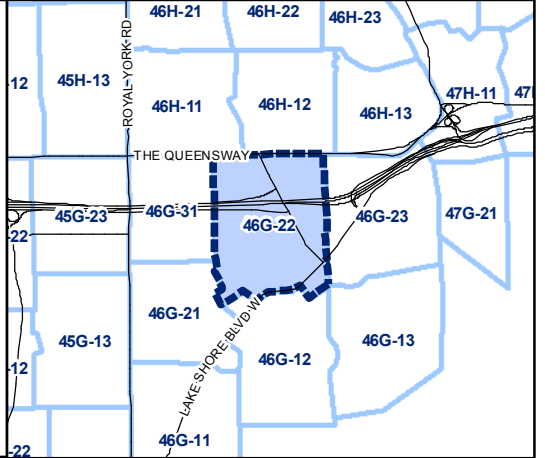 46H-21
46H-22
46H-23
ROYAL YORK RD
-12
45H-13
46H-11
46H-12
46H-13
47H-11
THE QUEENSWAY
45G-23
46G-31
46G-22
46G-23
47G-21
-22
46G-21
45G-13
LAKE SHORE BLVD W
46G-12
46G-13
-12
46G-11
-22